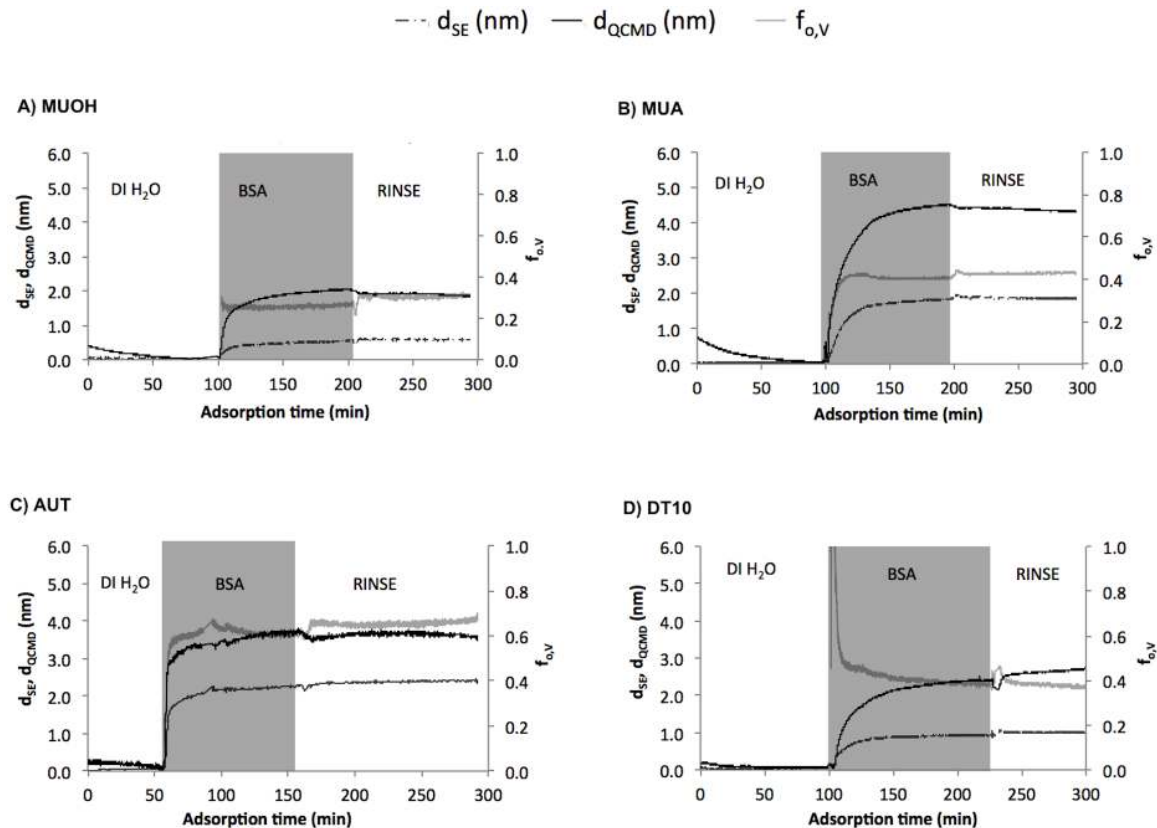 d_SE (nm) d_QCMD (nm) f_o,V
A) MUOH
6.0
5.0
4.0
3.0
2.0
1.0
0.0
d_SE, d_QCMD (nm)
DI H₂O BSA RINSE
1.0
0.8
0.6
0.4
0.2
0.0
f_o,V
0 50 100 150 200 250 300
Adsorption time (min)
B) MUA
6.0
5.0
4.0
3.0
2.0
1.0
0.0
d_SE, d_QCMD (nm)
DI H₂O BSA RINSE
1.0
0.8
0.6
0.4
0.2
0.0
f_o,V
0 50 100 150 200 250 300
Adsorption time (min)
C) AUT
6.0
5.0
4.0
3.0
2.0
1.0
0.0
d_SE, d_QCMD (nm)
DI H₂O BSA RINSE
1.0
0.8
0.6
0.4
0.2
0.0
f_o,V
0 50 100 150 200 250 300
Adsorption time (min)
D) DT10
6.0
5.0
4.0
3.0
2.0
1.0
0.0
d_SE, d_QCMD (nm)
DI H₂O BSA RINSE
1.0
0.8
0.6
0.4
0.2
0.0
f_o,V
0 50 100 150 200 250 300
Adsorption time (min)